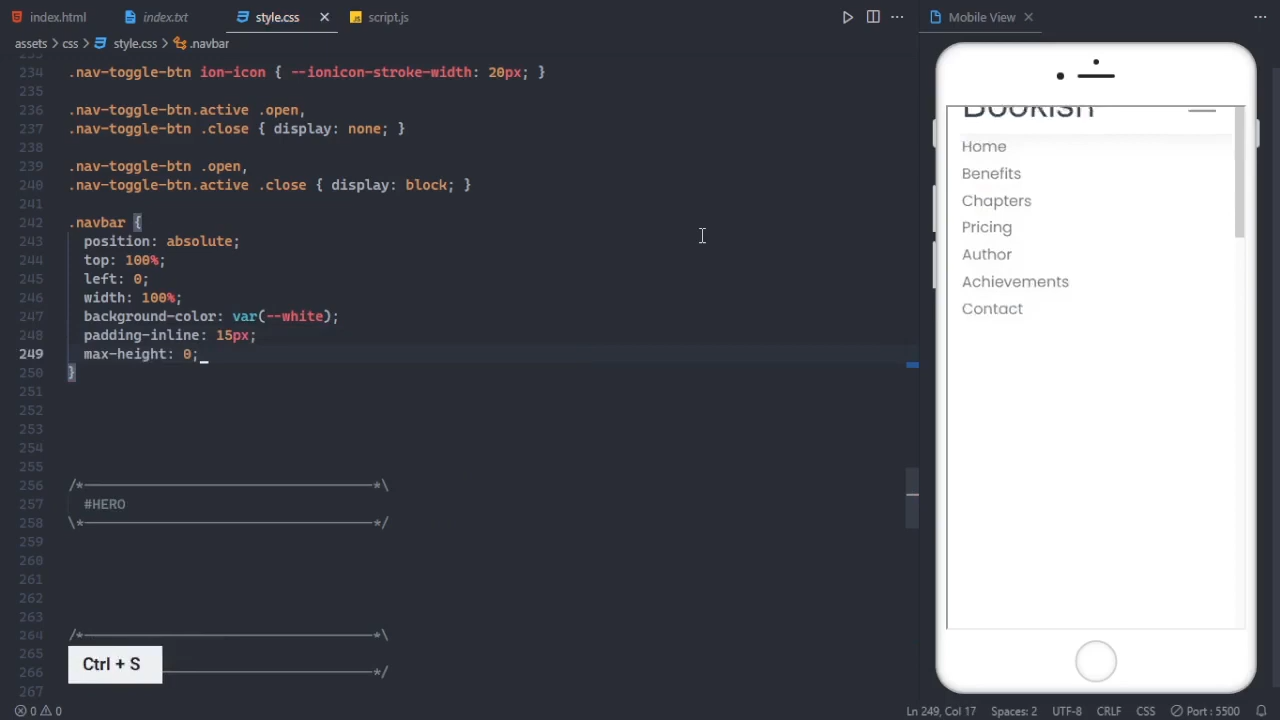 index.html index.txt style.css script.js Mobile View
assets > css > style.css > .navbar
234 .nav-toggle-btn ion-icon { --ionicon-stroke-width: 20px; }
235
236 .nav-toggle-btn.active .open,
237 .nav-toggle-btn .close { display: none; }
238
239 .nav-toggle-btn .open,
240 .nav-toggle-btn.active .close { display: block; }
241
242 .navbar {
243 position: absolute;
244 top: 100%;
245 left: 0;
246 width: 100%;
247 background-color: var(--white);
248 padding-inline: 15px;
249 max-height: 0;
250 }
251
252
253
254
255
256 /*-----------------------------------*\
257 #HERO
258 \*-----------------------------------*/
259
260
261
262
263
264 /*-----------------------------------*\
265
266 -----------------------------------*/
267
Ctrl + S
Bookish
Home
Benefits
Chapters
Pricing
Author
Achievements
Contact
0 0 Ln 249, Col 17 Spaces: 2 UTF-8 CRLF CSS Port : 5500